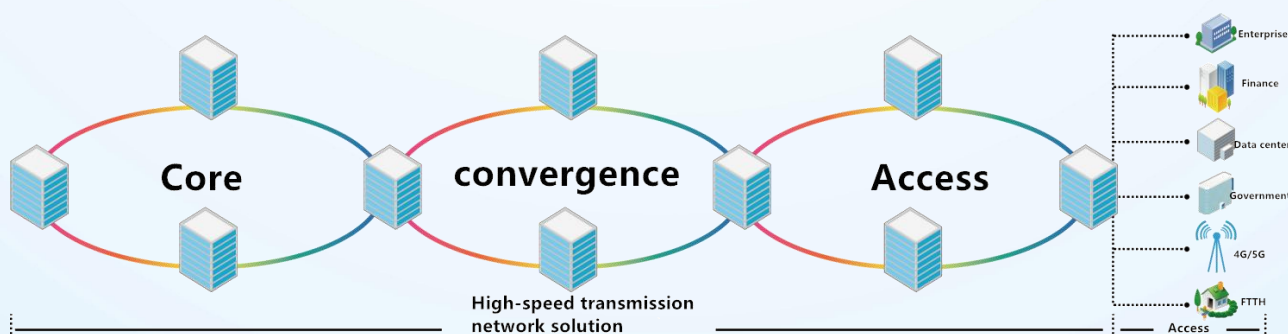 Core
convergence
Access
Enterprise
Finance
Data center
Government
4G/5G
FTTH
High-speed transmission
network solution
Access